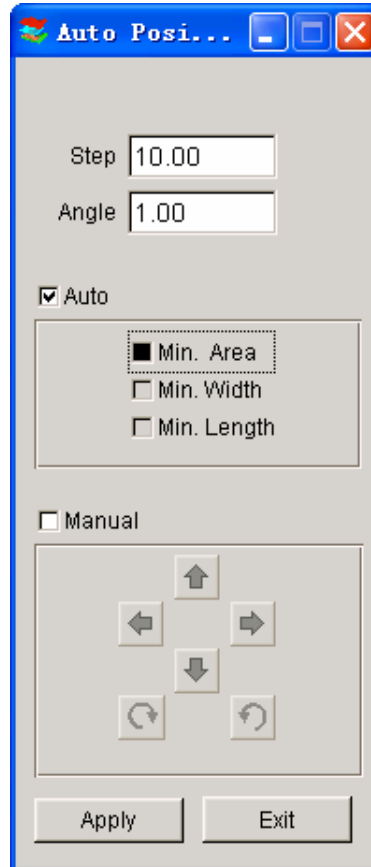 Auto Posi...
Step 10.00
Angle 1.00
Auto
Min. Area
Min. Width
Min. Length
Manual
Apply Exit